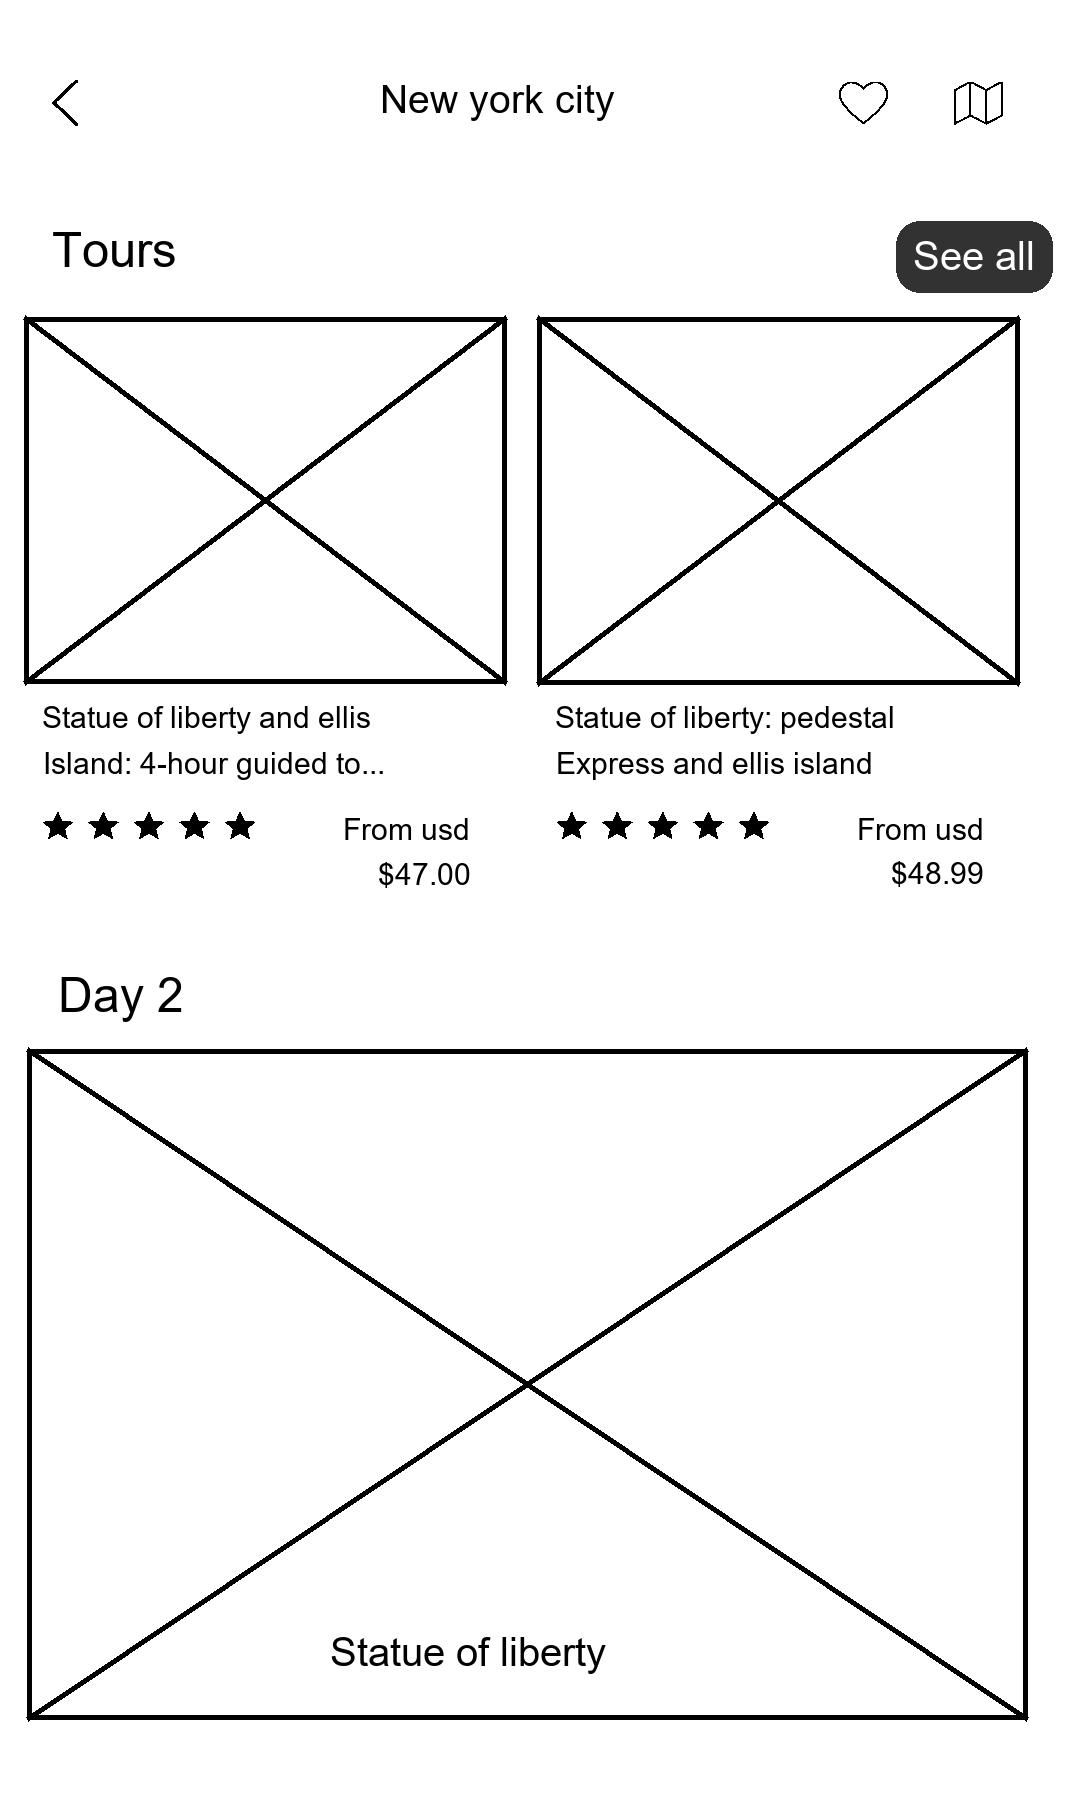 New york city
Tours
See all
Statue of liberty and ellis
Island: 4-hour guided to...
From usd
$47.00
Statue of liberty: pedestal
Express and ellis island
From usd
$48.99
Day 2
Statue of liberty